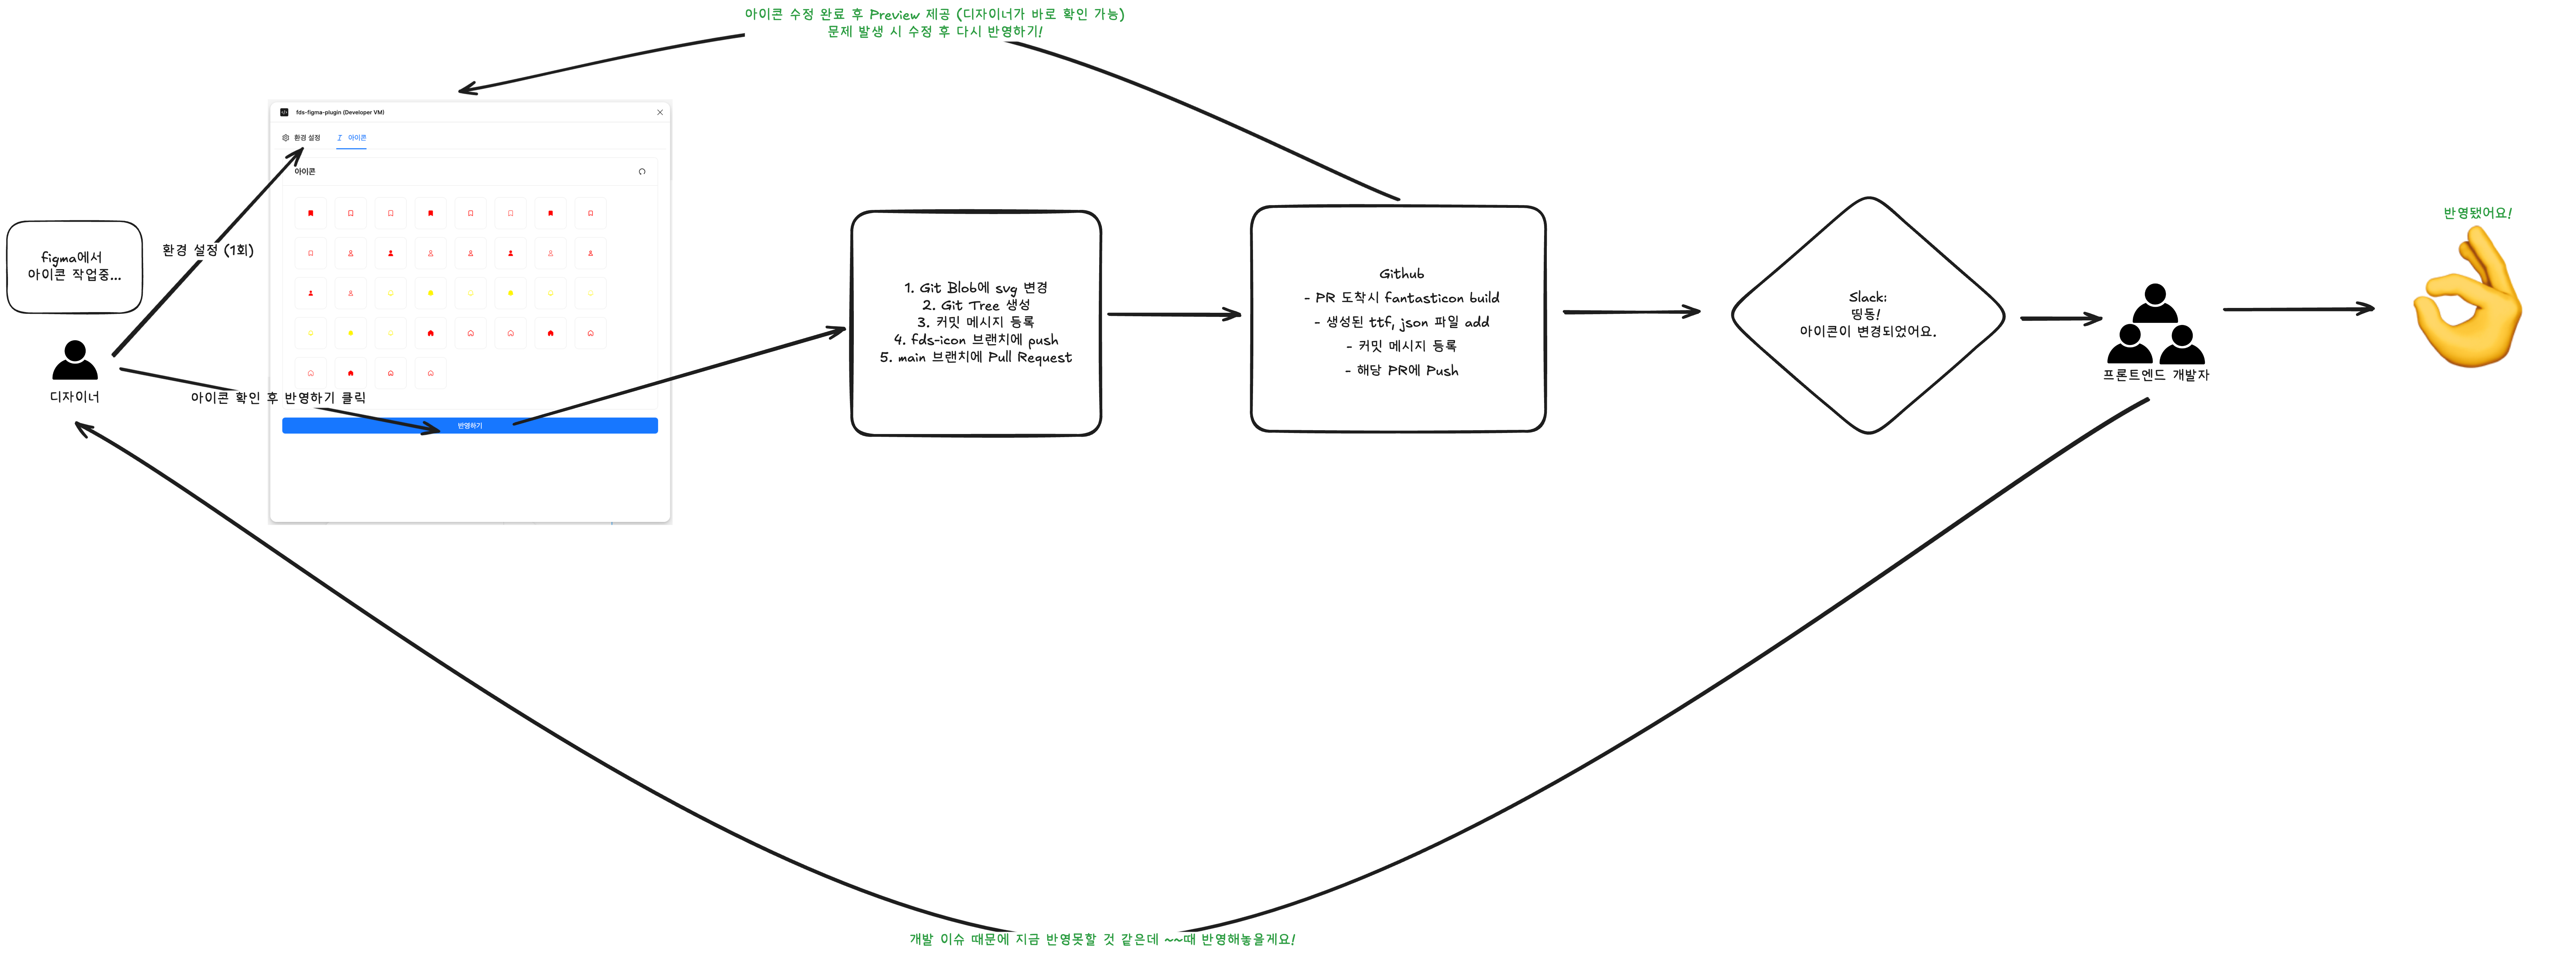 아이콘 수정 완료 후 Preview 제공 (디자이너가 바로 확인 가능)
문제 발생 시 수정 후 다시 반영하기!
fds-figma-plugin (Developer VM)
환경 설정
아이콘
아이콘
figma에서
아이콘 작업중...
환경 설정 (1회)
디자이너
아이콘 확인 후 반영하기 클릭
반영하기
1. Git Blob에 svg 변경
2. Git Tree 생성
3. 커밋 메시지 등록
4. fds-icon 브랜치에 push
5. main 브랜치에 Pull Request
Github
- PR 도착시 fantasticon build
- 생성된 ttf, json 파일 add
- 커밋 메시지 등록
- 해당 PR에 Push
Slack:
띵동!
아이콘이 변경되었어요.
프론트엔드 개발자
반영됐어요!
개발 이슈 때문에 지금 반영못할 것 같은데 ~~때 반영해놓을게요!